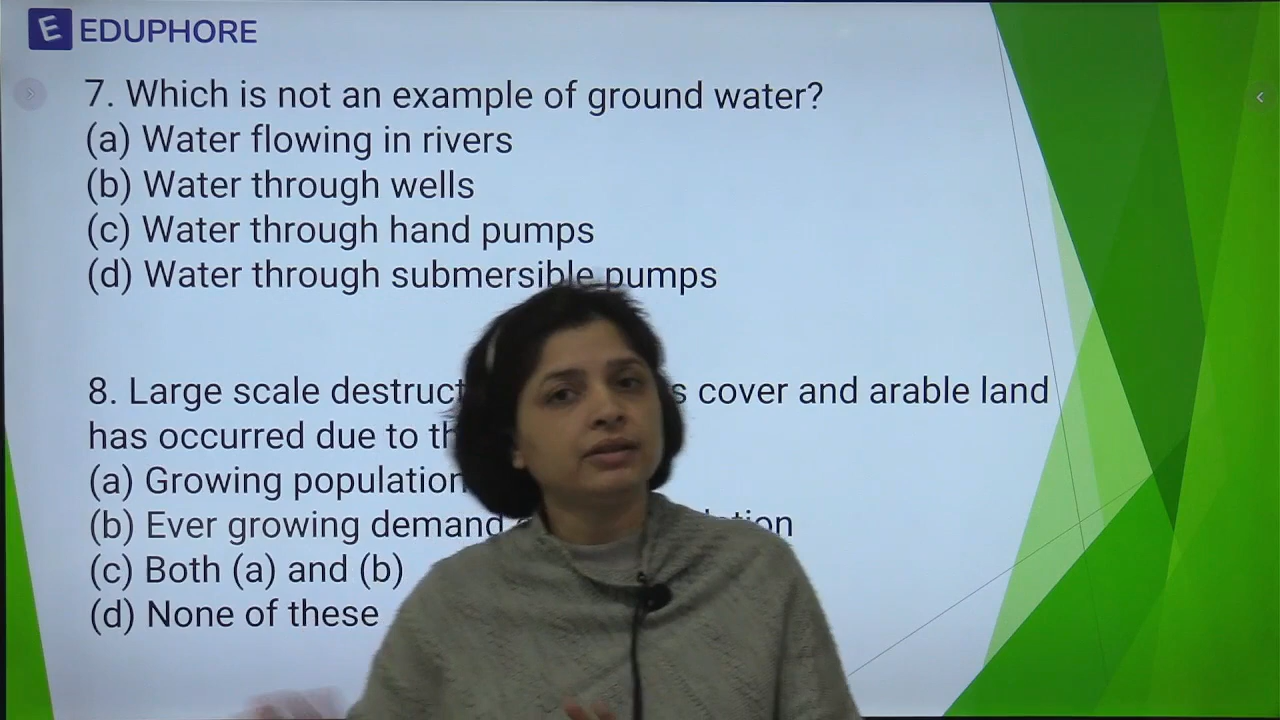 E EDUPHORE
7. Which is not an example of ground water?
(a) Water flowing in rivers
(b) Water through wells
(c) Water through hand pumps
(d) Water through submersible pumps
8. Large scale destruct s cover and arable land
has occurred due to th
(a) Growing population
(b) Ever growing demand
(c) Both (a) and (b)
(d) None of these